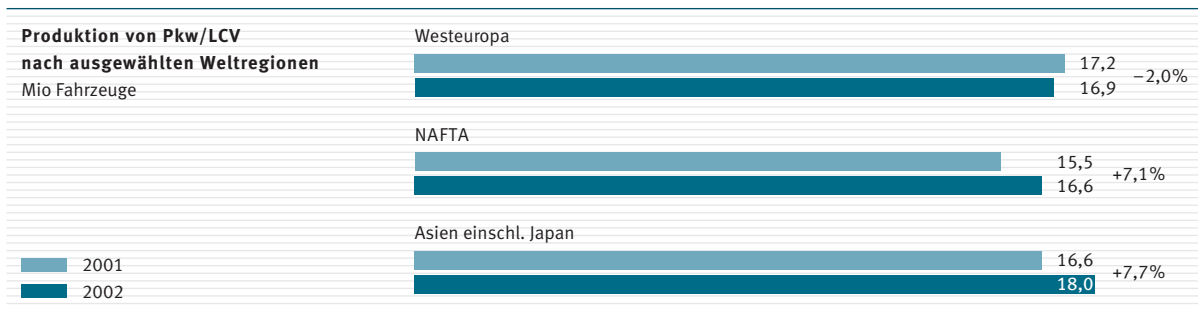 Produktion von Pkw/LCV
nach ausgewählten Weltregionen
Mio Fahrzeuge
Westeuropa
17,2
16,9
–2,0%
NAFTA
15,5
16,6
+7,1%
Asien einschl. Japan
16,6
18,0
+7,7%
2001
2002